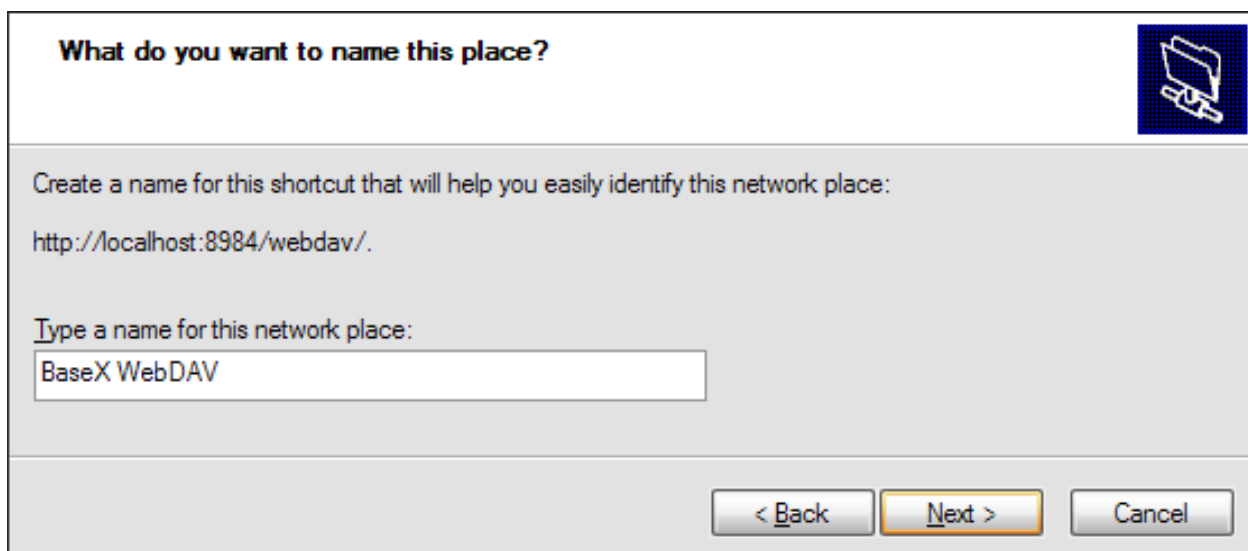 What do you want to name this place?
Create a name for this shortcut that will help you easily identify this network place:
http://localhost:8984/webdav/.
Type a name for this network place:
BaseX WebDAV
< Back
Next >
Cancel